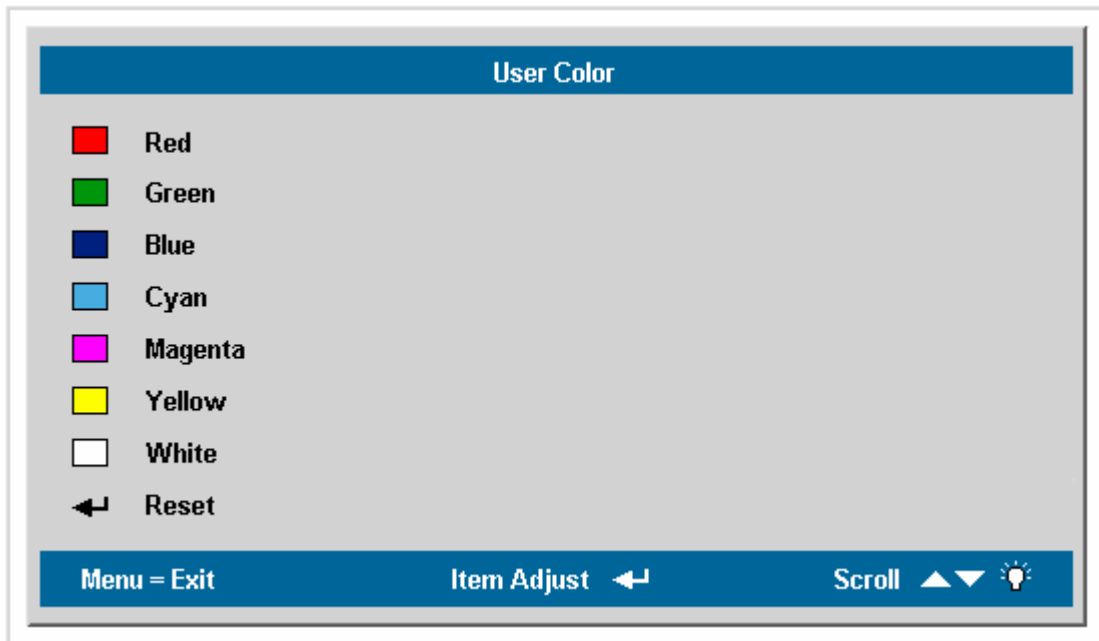 User Color
Red
Green
Blue
Cyan
Magenta
Yellow
White
Reset
Menu = Exit
Item Adjust
Scroll